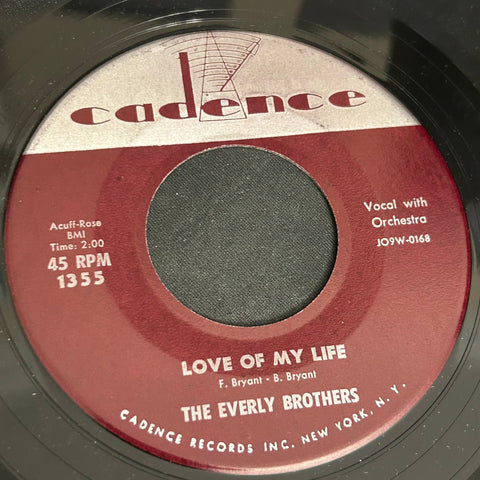 cadence
Acuff-Rose
BMI
Time: 2:00
45 RPM
1355
Vocal with
Orchestra
JO9W-0168
LOVE OF MY LIFE
F. Bryant - B. Bryant
THE EVERLY BROTHERS
CADENCE RECORDS INC. NEW YORK, N. Y.